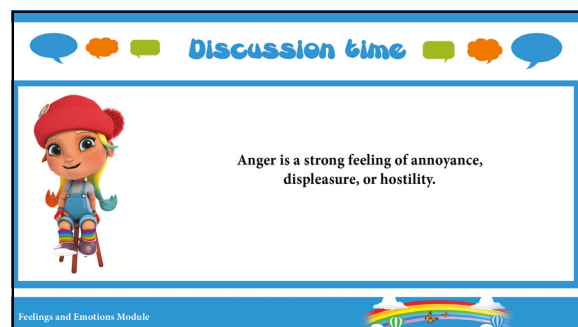 Discussion time
Anger is a strong feeling of annoyance,
displeasure, or hostility.
Feelings and Emotions Module